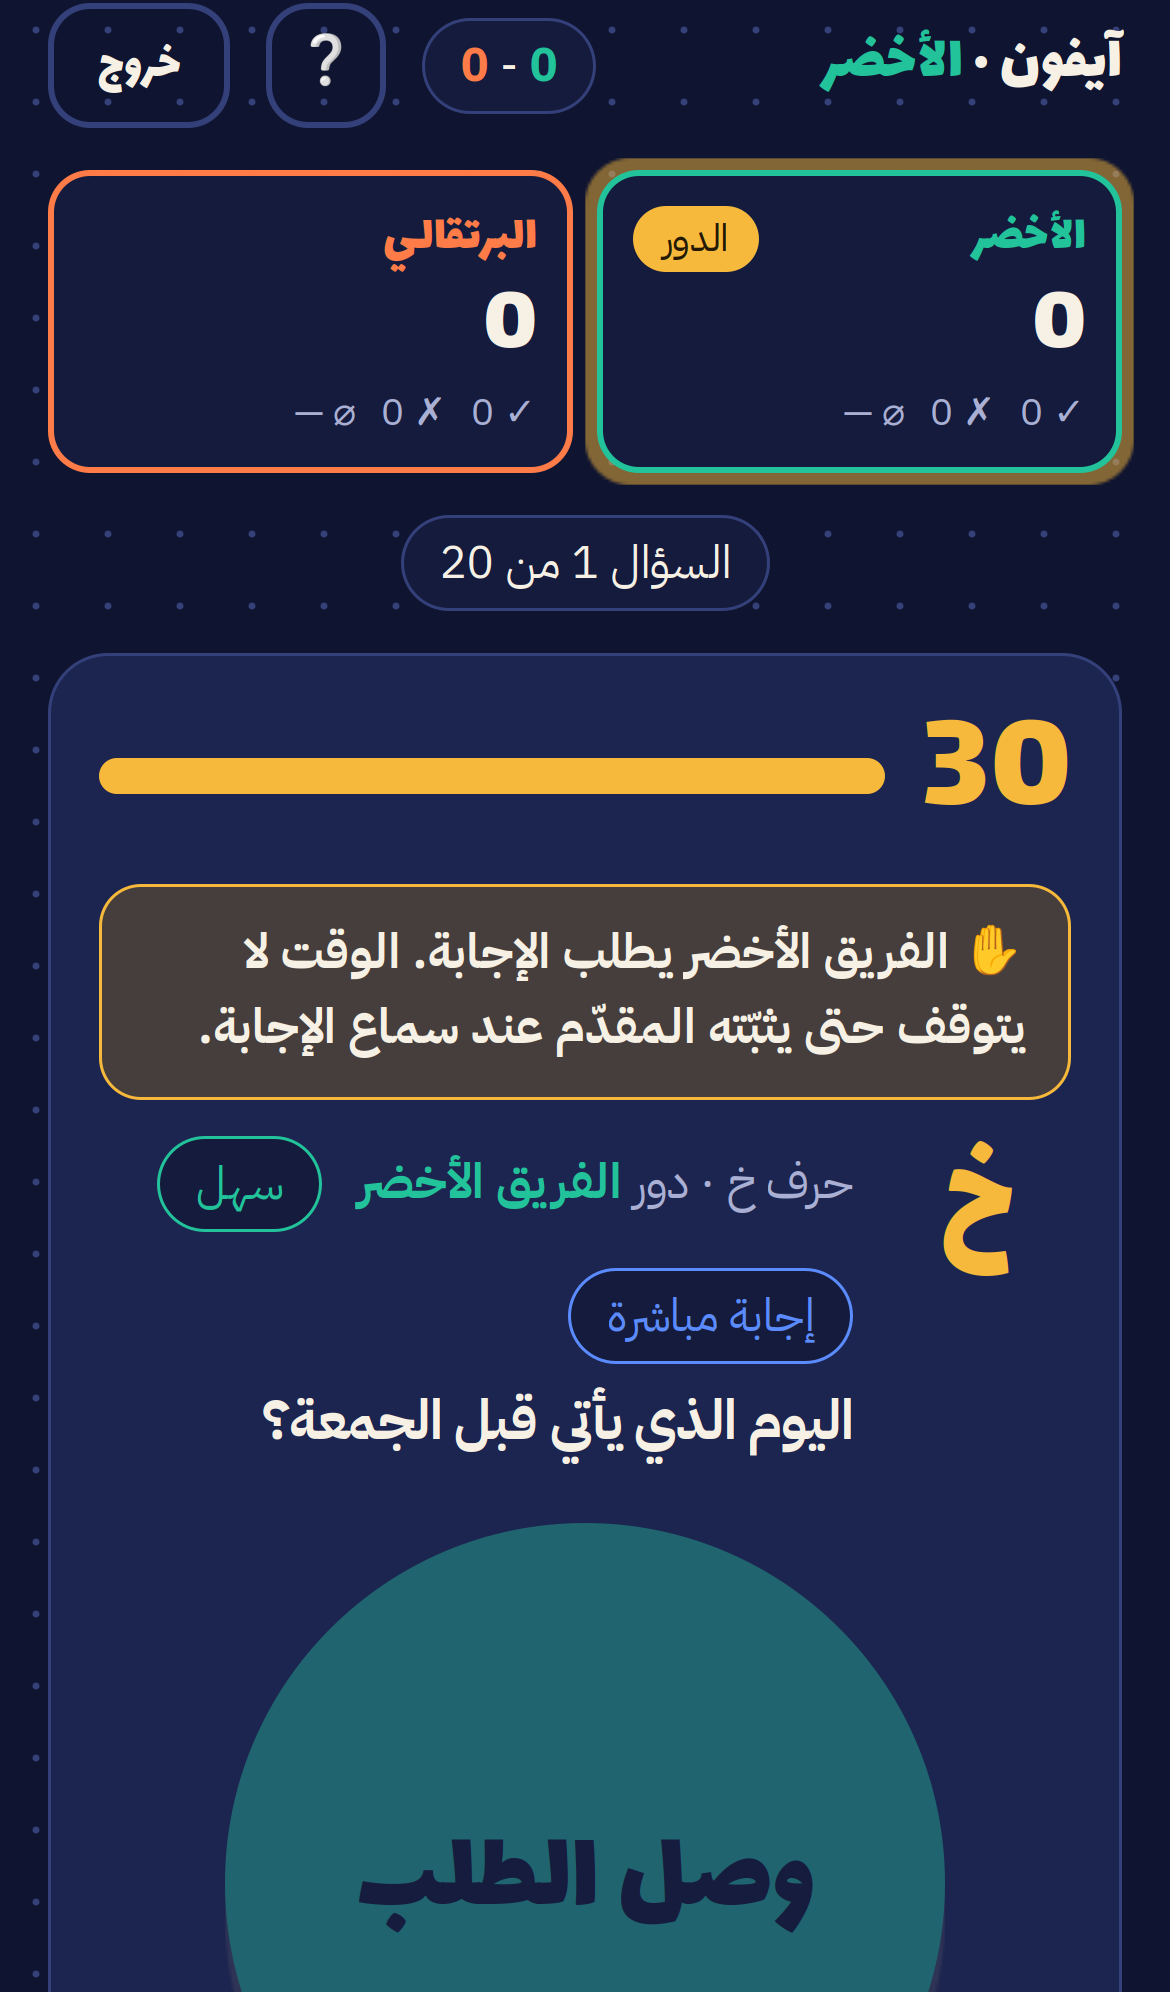 آيفون · الأخضر
0 - 0
?
خروج
الأخضر
الدور
0
✓ 0 ✗ 0 ⌀ —
البرتقالي
0
✓ 0 ✗ 0 ⌀ —
السؤال 1 من 20
30
✋ الفريق الأخضر يطلب الإجابة. الوقت لا
يتوقف حتى يثبّته المقدّم عند سماع الإجابة.
خ
حرف خ · دور الفريق الأخضر
سهل
إجابة مباشرة
اليوم الذي يأتي قبل الجمعة؟
وصل الطلب